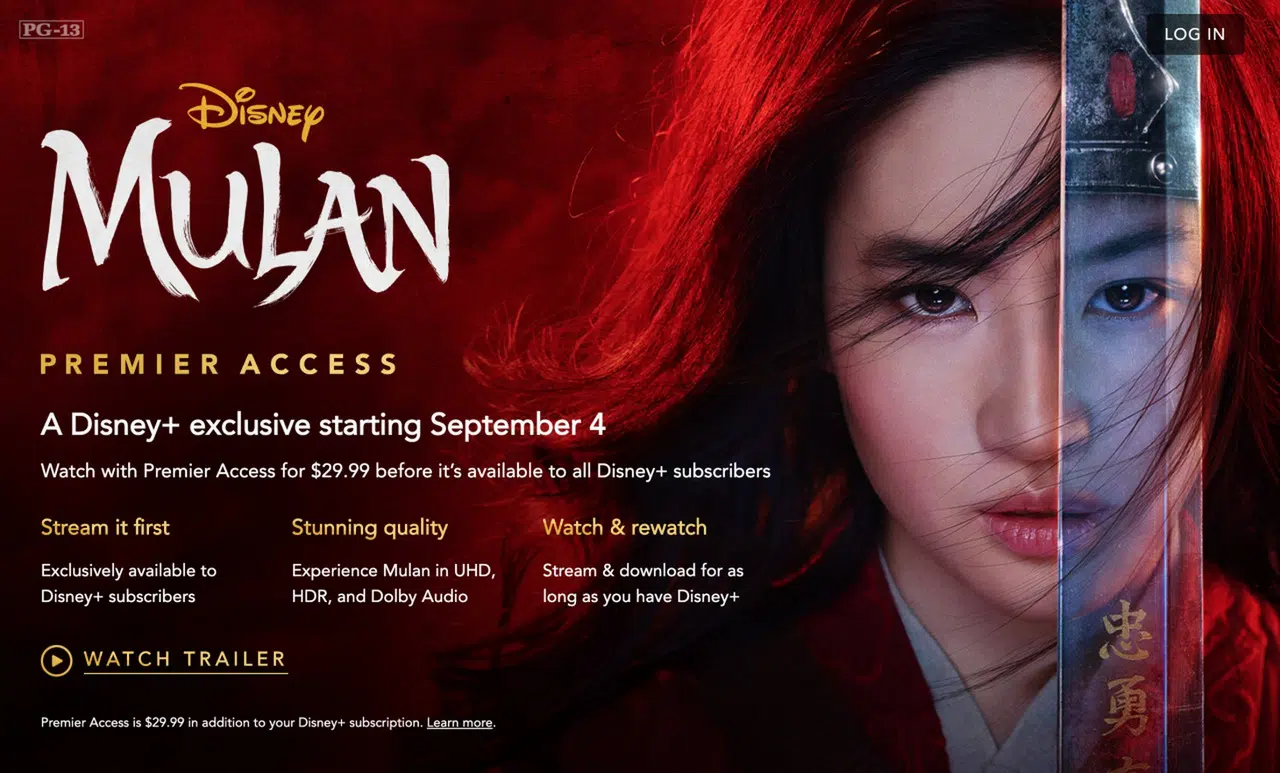 PG-13
LOG IN
Disney
MULAN
PREMIER ACCESS
A Disney+ exclusive starting September 4
Watch with Premier Access for $29.99 before it’s available to all Disney+ subscribers
Stream it first
Exclusively available to
Disney+ subscribers
Stunning quality
Experience Mulan in UHD,
HDR, and Dolby Audio
Watch & rewatch
Stream & download for as
long as you have Disney+
WATCH TRAILER
Premier Access is $29.99 in addition to your Disney+ subscription. Learn more.
忠
勇